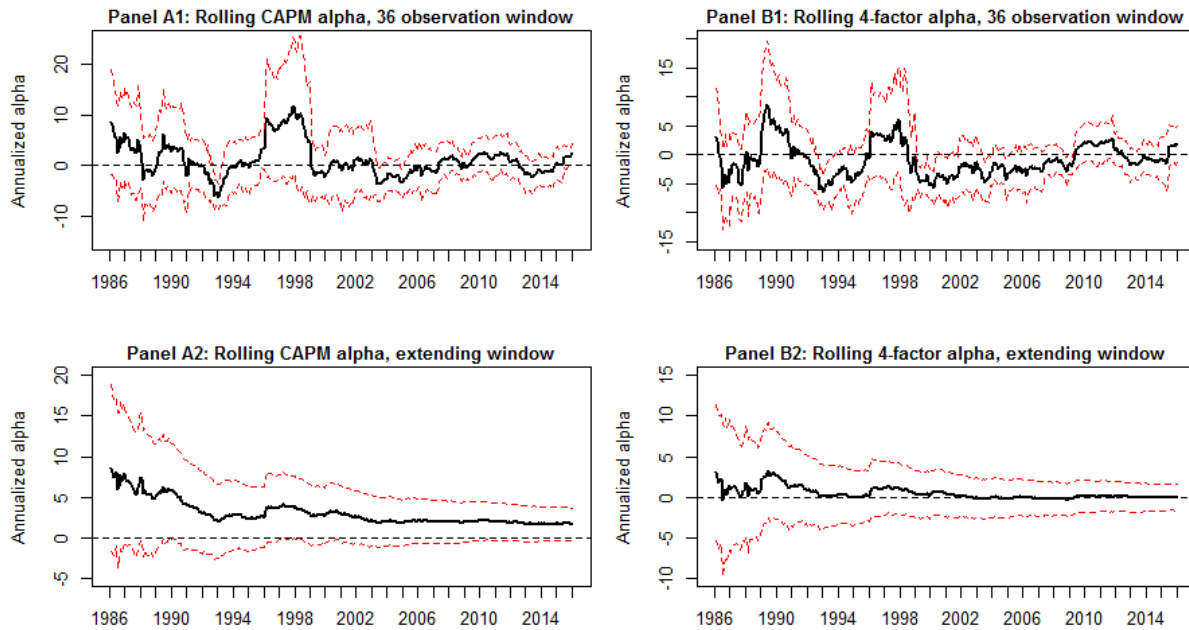 Panel A1: Rolling CAPM alpha, 36 observation window
Annualized alpha
20
10
0
-10
1986 1990 1994 1998 2002 2006 2010 2014
Panel B1: Rolling 4-factor alpha, 36 observation window
Annualized alpha
15
5
0
-5
-15
1986 1990 1994 1998 2002 2006 2010 2014
Panel A2: Rolling CAPM alpha, extending window
Annualized alpha
20
15
10
5
0
-5
1986 1990 1994 1998 2002 2006 2010 2014
Panel B2: Rolling 4-factor alpha, extending window
Annualized alpha
15
10
5
0
-5
-10
1986 1990 1994 1998 2002 2006 2010 2014